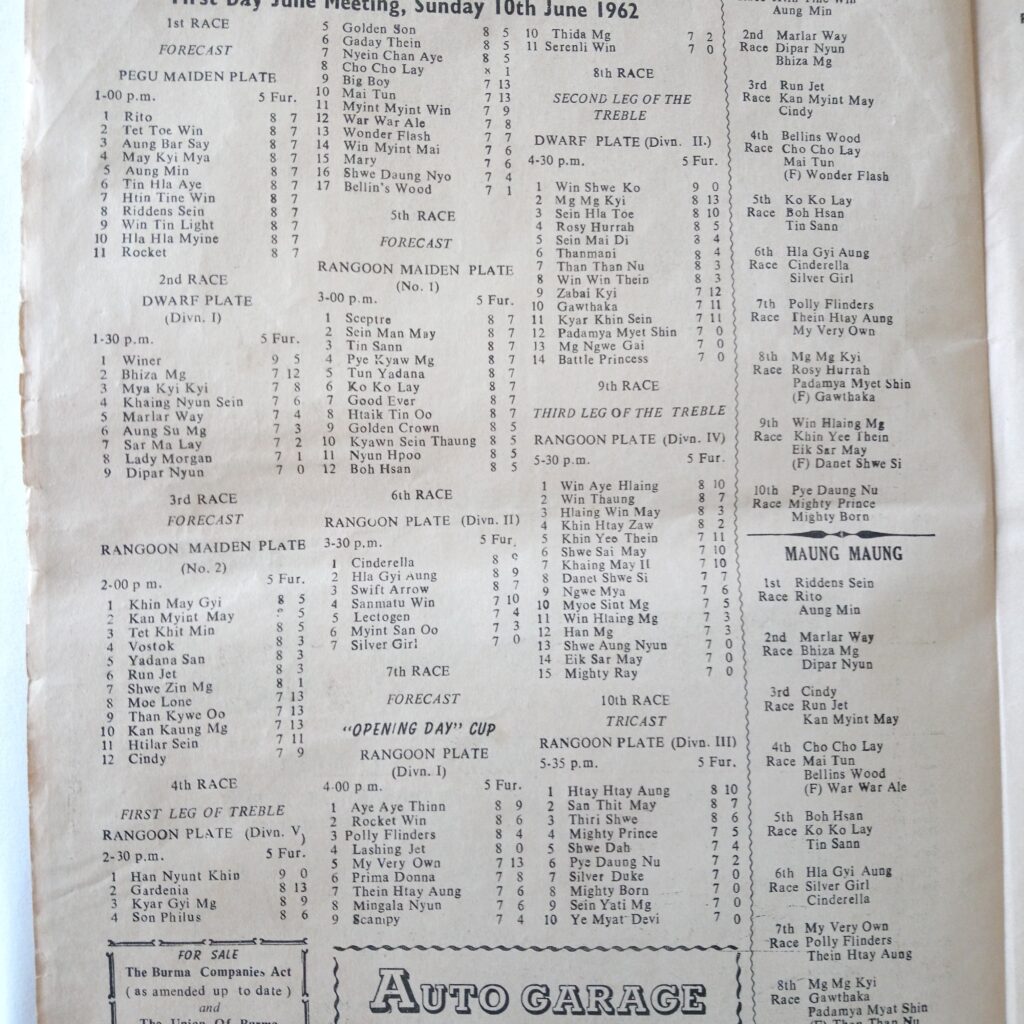 First Day June Meeting, Sunday 10th June 1962
1st RACE
FORECAST
PEGU MAIDEN PLATE
1-00 p.m. 5 Fur.
1 Rito 8 7
2 Tet Toe Win 8 7
3 Aung Bar Say 8 7
4 May Kyi Mya 8 7
5 Aung Min 8 7
6 Tin Hla Aye 8 7
7 Htin Tine Win 8 7
8 Riddens Sein 8 7
9 Win Tin Light 8 7
10 Hla Hla Myine 8 7
11 Rocket 8 7
2nd RACE
DWARF PLATE
(Divn. I)
1-30 p.m. 5 Fur.
1 Winer 9 5
2 Bhiza Mg 7 12
3 Mya Kyi Kyi 7 8
4 Khaing Nyun Sein 7 6
5 Marlar Way 7 4
6 Aung Su Mg 7 3
7 Sar Ma Lay 7 2
8 Lady Morgan 7 1
9 Dipar Nyun 7 0
3rd RACE
FORECAST
RANGOON MAIDEN PLATE
(No. 2)
2-00 p.m. 5 Fur.
1 Khin May Gyi 8 5
2 Kan Myint May 5
3 Tet Khit Min 8 5
4 Vostok 8 3
5 Yadana San 8 3
6 Run Jet 8 3
7 Shwe Zin Mg 8 1
8 Moe Lone 7 13
9 Than Kywe Oo 7 13
10 Kan Kaung Mg 7 13
11 Htilar Sein 7 11
12 Cindy 7 9
4th RACE
FIRST LEG OF TREBLE
RANGOON PLATE (Divn. V)
2-30 p.m. 5 Fur.
1 Han Nyunt Khin 9 0
2 Gardenia 8 13
3 Kyar Gyi Mg 8 9
4 Son Philus 8 6
FOR SALE
The Burma Companies Act
( as amended up to date )
and
The Union Of Burma
5 Golden Son 8 5
6 Gaday Thein 8 5
7 Nyein Chan Aye 8 5
8 Cho Cho Lay 1
9 Big Boy 7 13
10 Mai Tun 7 13
11 Myint Myint Win 7 9
12 War War Ale 7 8
13 Wonder Flash 7 7
14 Win Myint Mai 7 6
15 Mary 7 6
16 Shwe Daung Nyo 7 4
17 Bellin's Wood 7 1
5th RACE
FORECAST
RANGOON MAIDEN PLATE
(No. 1)
3-00 p.m. 5 Fur.
1 Sceptre 8 7
2 Sein Man May 8 7
3 Tin Sann 8 7
4 Pye Kyaw Mg 8 7
5 Tun Yadana 8 7
6 Ko Ko Lay 8 7
7 Good Ever 8 7
8 Htaik Tin Oo 8 7
9 Golden Crown 8 5
10 Kyawn Sein Thaung 8 5
11 Nyun Hpoo 8 5
12 Boh Hsan 8 5
6th RACE
RANGOON PLATE (Divn. II)
3-30 p.m. 5 Fur.
1 Cinderella 8
2 Hla Gyi Aung 8 9
3 Swift Arrow 8 7
4 Sanmatu Win 7 10
5 Lectogen 7 4
6 Myint San Oo 7 3
7 Silver Girl 7 0
7th RACE
FORECAST
"OPENING DAY" CUP
RANGOON PLATE
(Divn. I)
4-00 p.m. 5 Fur.
1 Aye Aye Thinn 8 9
2 Rocket Win 8 6
3 Polly Flinders 8 4
4 Lashing Jet 8 0
5 My Very Own 7 13
6 Prima Donna 7 8
7 Thein Htay Aung 7 6
8 Mingala Nyun 7 6
9 Scampy 7 4
AUTO GARAGE
10 Thida Mg 7 2
11 Serenli Win 7 0
8th RACE
SECOND LEG OF THE
TREBLE
DWARF PLATE (Divn. II.)
4-30 p.m. 5 Fur.
1 Win Shwe Ko 9 0
2 Mg Mg Kyi 8 13
3 Sein Hla Toe 8 10
4 Rosy Hurrah 8 5
5 Sein Mai Di 8 4
6 Thanmani 8 4
7 Than Than Nu 8 3
8 Win Win Thein 8 3
9 Zabai Kyi 7 12
10 Gawthaka 7 11
11 Kyar Khin Sein 7 11
12 Padamya Myet Shin 7 0
13 Mg Ngwe Gai 7 0
14 Battle Princess 7 0
9th RACE
THIRD LEG OF THE TREBLE
RANGOON PLATE (Divn. IV)
5-30 p.m. 5 Fur.
1 Win Aye Hlaing 8 10
2 Win Thaung 8 7
3 Hlaing Win May 8 3
4 Khin Htay Zaw 8 2
5 Khin Yee Thein 7 11
6 Shwe Sai May 7 10
7 Khaing May II 7 10
8 Danet Shwe Si 7 7
9 Ngwe Mya 7 6
10 Myoe Sint Mg 7 5
11 Win Hlaing Mg 7 3
12 Han Mg 7 3
13 Shwe Aung Nyun 7 0
14 Eik Sar May 7 0
15 Mighty Ray 7 0
10th RACE
TRICAST
RANGOON PLATE (Divn. III)
5-35 p.m. 5 Fur.
1 Htay Htay Aung 8 10
2 San Thit May 8 7
3 Thiri Shwe 8 6
4 Mighty Prince 7 5
5 Shwe Dah 7 4
6 Pye Daung Nu 7 2
7 Silver Duke 7 0
8 Mighty Born 7 0
9 Sein Yati Mg 7 0
10 Ye Myat Devi 7 0
Race Htin Tine Win
Aung Min
2nd Marlar Way
Race Dipar Nyun
Bhiza Mg
3rd Run Jet
Race Kan Myint May
Cindy
4th Bellins Wood
Race Cho Cho Lay
Mai Tun
(F) Wonder Flash
5th Ko Ko Lay
Race Boh Hsan
Tin Sann
6th Hla Gyi Aung
Race Cinderella
Silver Girl
7th Polly Flinders
Race Thein Htay Aung
My Very Own
8th Mg Mg Kyi
Race Rosy Hurrah
Padamya Myet Shin
(F) Gawthaka
9th Win Hlaing Mg
Race Khin Yee Thein
Eik Sar May
(F) Danet Shwe Si
10th Pye Daung Nu
Race Mighty Prince
Mighty Born
MAUNG MAUNG
1st Riddens Sein
Race Rito
Aung Min
2nd Marlar Way
Race Bhiza Mg
Dipar Nyun
3rd Cindy
Race Run Jet
Kan Myint May
4th Cho Cho Lay
Race Mai Tun
Bellins Wood
(F) War War Ale
5th Boh Hsan
Race Ko Ko Lay
Tin Sann
6th Hla Gyi Aung
Race Silver Girl
Cinderella
7th My Very Own
Race Polly Flinders
Thein Htay Aung
8th Mg Mg Kyi
Race Gawthaka
Padamya Myat Shin
(F) Than Than Nu